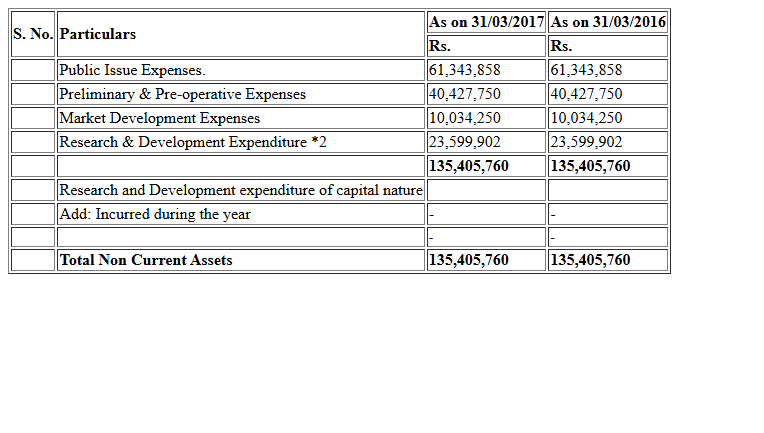 S. No. Particulars As on 31/03/2017 As on 31/03/2016
Rs. Rs.
Public Issue Expenses. 61,343,858 61,343,858
Preliminary & Pre-operative Expenses 40,427,750 40,427,750
Market Development Expenses 10,034,250 10,034,250
Research & Development Expenditure *2 23,599,902 23,599,902
135,405,760 135,405,760
Research and Development expenditure of capital nature
Add: Incurred during the year - -
- -
Total Non Current Assets 135,405,760 135,405,760